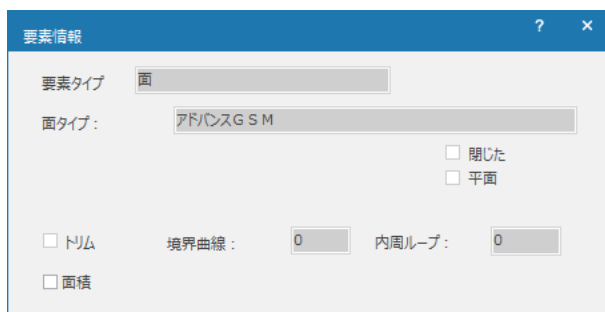 要素情報
? ×
要素タイプ 面
面タイプ : アドバンスＧＳＭ
閉じた
平面
トリム 境界曲線 : 0 内周ループ : 0
面積